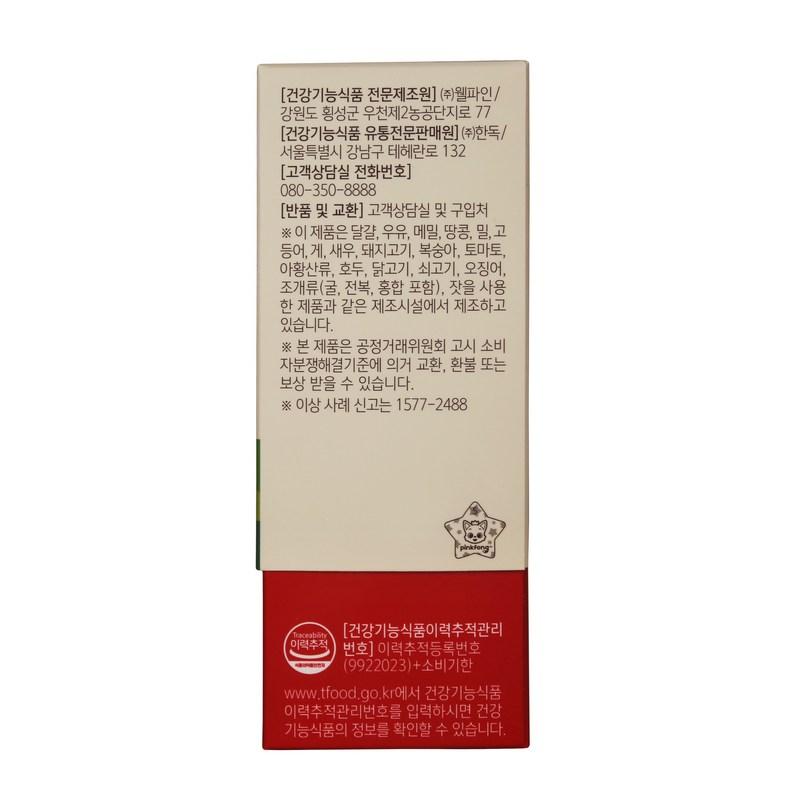 [건강기능식품 전문제조원] ㈜웰파인/
강원도 횡성군 우천제2농공단지로 77
[건강기능식품 유통전문판매원] ㈜한독/
서울특별시 강남구 테헤란로 132
[고객상담실 전화번호]
080-350-8888
[반품 및 교환] 고객상담실 및 구입처
※ 이 제품은 달걀, 우유, 메밀, 땅콩, 밀, 고
등어, 게, 새우, 돼지고기, 복숭아, 토마토,
아황산류, 호두, 닭고기, 쇠고기, 오징어,
조개류(굴, 전복, 홍합 포함), 잣을 사용
한 제품과 같은 제조시설에서 제조하고
있습니다.
※ 본 제품은 공정거래위원회 고시 소비
자분쟁해결기준에 의거 교환, 환불 또는
보상 받을 수 있습니다.
※ 이상 사례 신고는 1577-2488
pinkfong
Traceability
이력추적
식품의약품안전처
[건강기능식품이력추적관리
번호] 이력추적등록번호
(9922023)+소비기한
www.tfood.go.kr에서 건강기능식품
이력추적관리번호를 입력하시면 건강
기능식품의 정보를 확인할 수 있습니다.